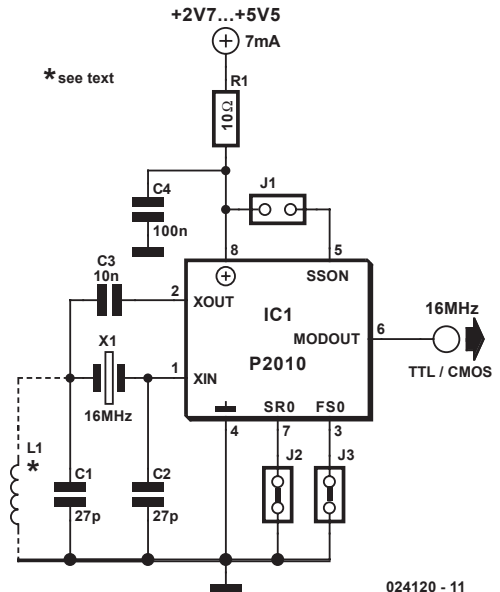 +2V7...+5V5
7mA
*see text
R1
10Ω
C4
100n
J1
8
5
C3
10n
2
XOUT
SSON
IC1
16MHz
X1
MODOUT
6
1
XIN
P2010
TTL / CMOS
16MHz
SR0
FS0
L1
*
4
7
3
C1
27p
C2
27p
J2
J3
024120 - 11